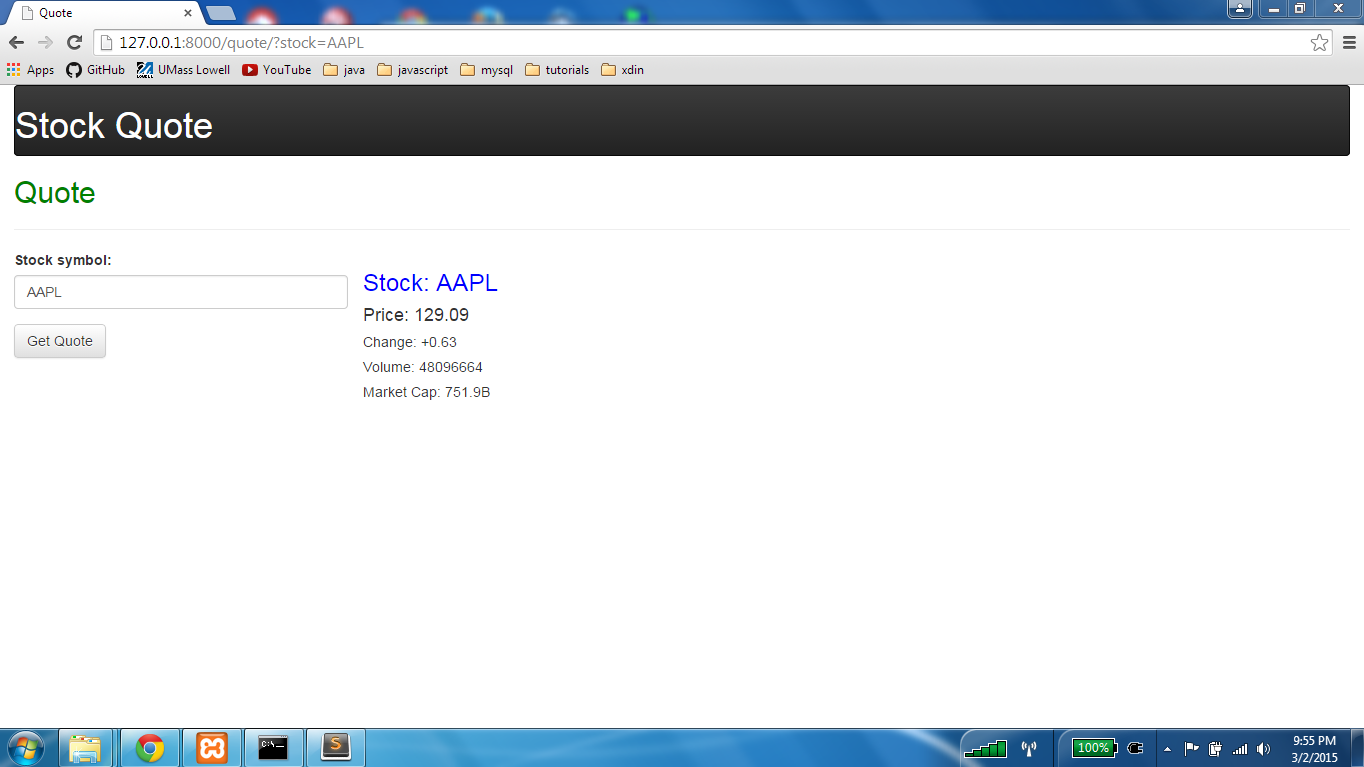 Quote
127.0.0.1:8000/quote/?stock=AAPL
Apps GitHub UMass Lowell YouTube java javascript mysql tutorials xdin
Stock Quote
Quote
Stock symbol:
AAPL
Get Quote
Stock: AAPL
Price: 129.09
Change: +0.63
Volume: 48096664
Market Cap: 751.9B
C:\
S
100%
9:55 PM
3/2/2015